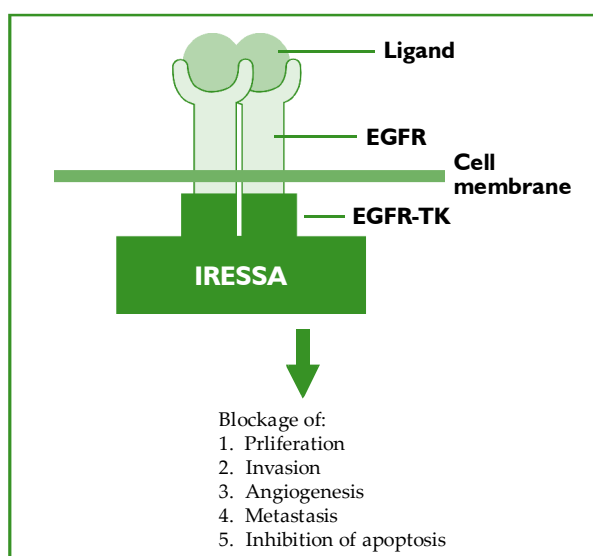 Ligand
EGFR
Cell
membrane
EGFR-TK
IRESSA
Blockage of:
1. Prliferation
2. Invasion
3. Angiogenesis
4. Metastasis
5. Inhibition of apoptosis